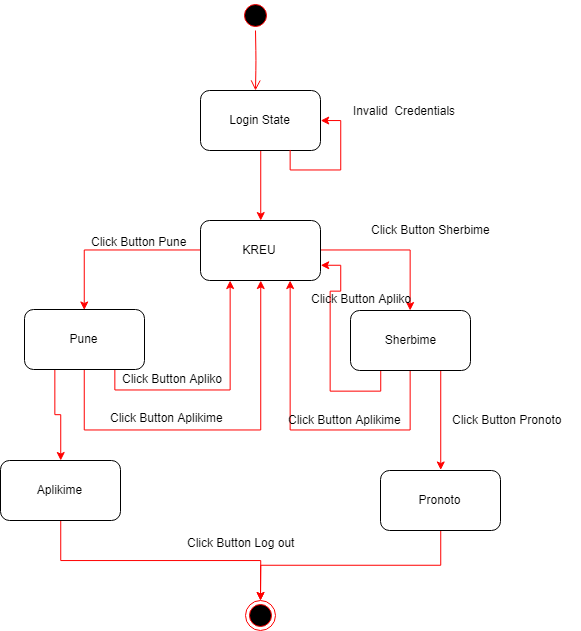 Invalid  Credentials
Login State
Click Button Sherbime
Click Button Pune
KREU
Click Button Apliko
Pune
Sherbime
Click Button Apliko
Click Button Aplikime
Click Button Aplikime
Click Button Pronoto
Aplikime
Pronoto
Click Button Log out